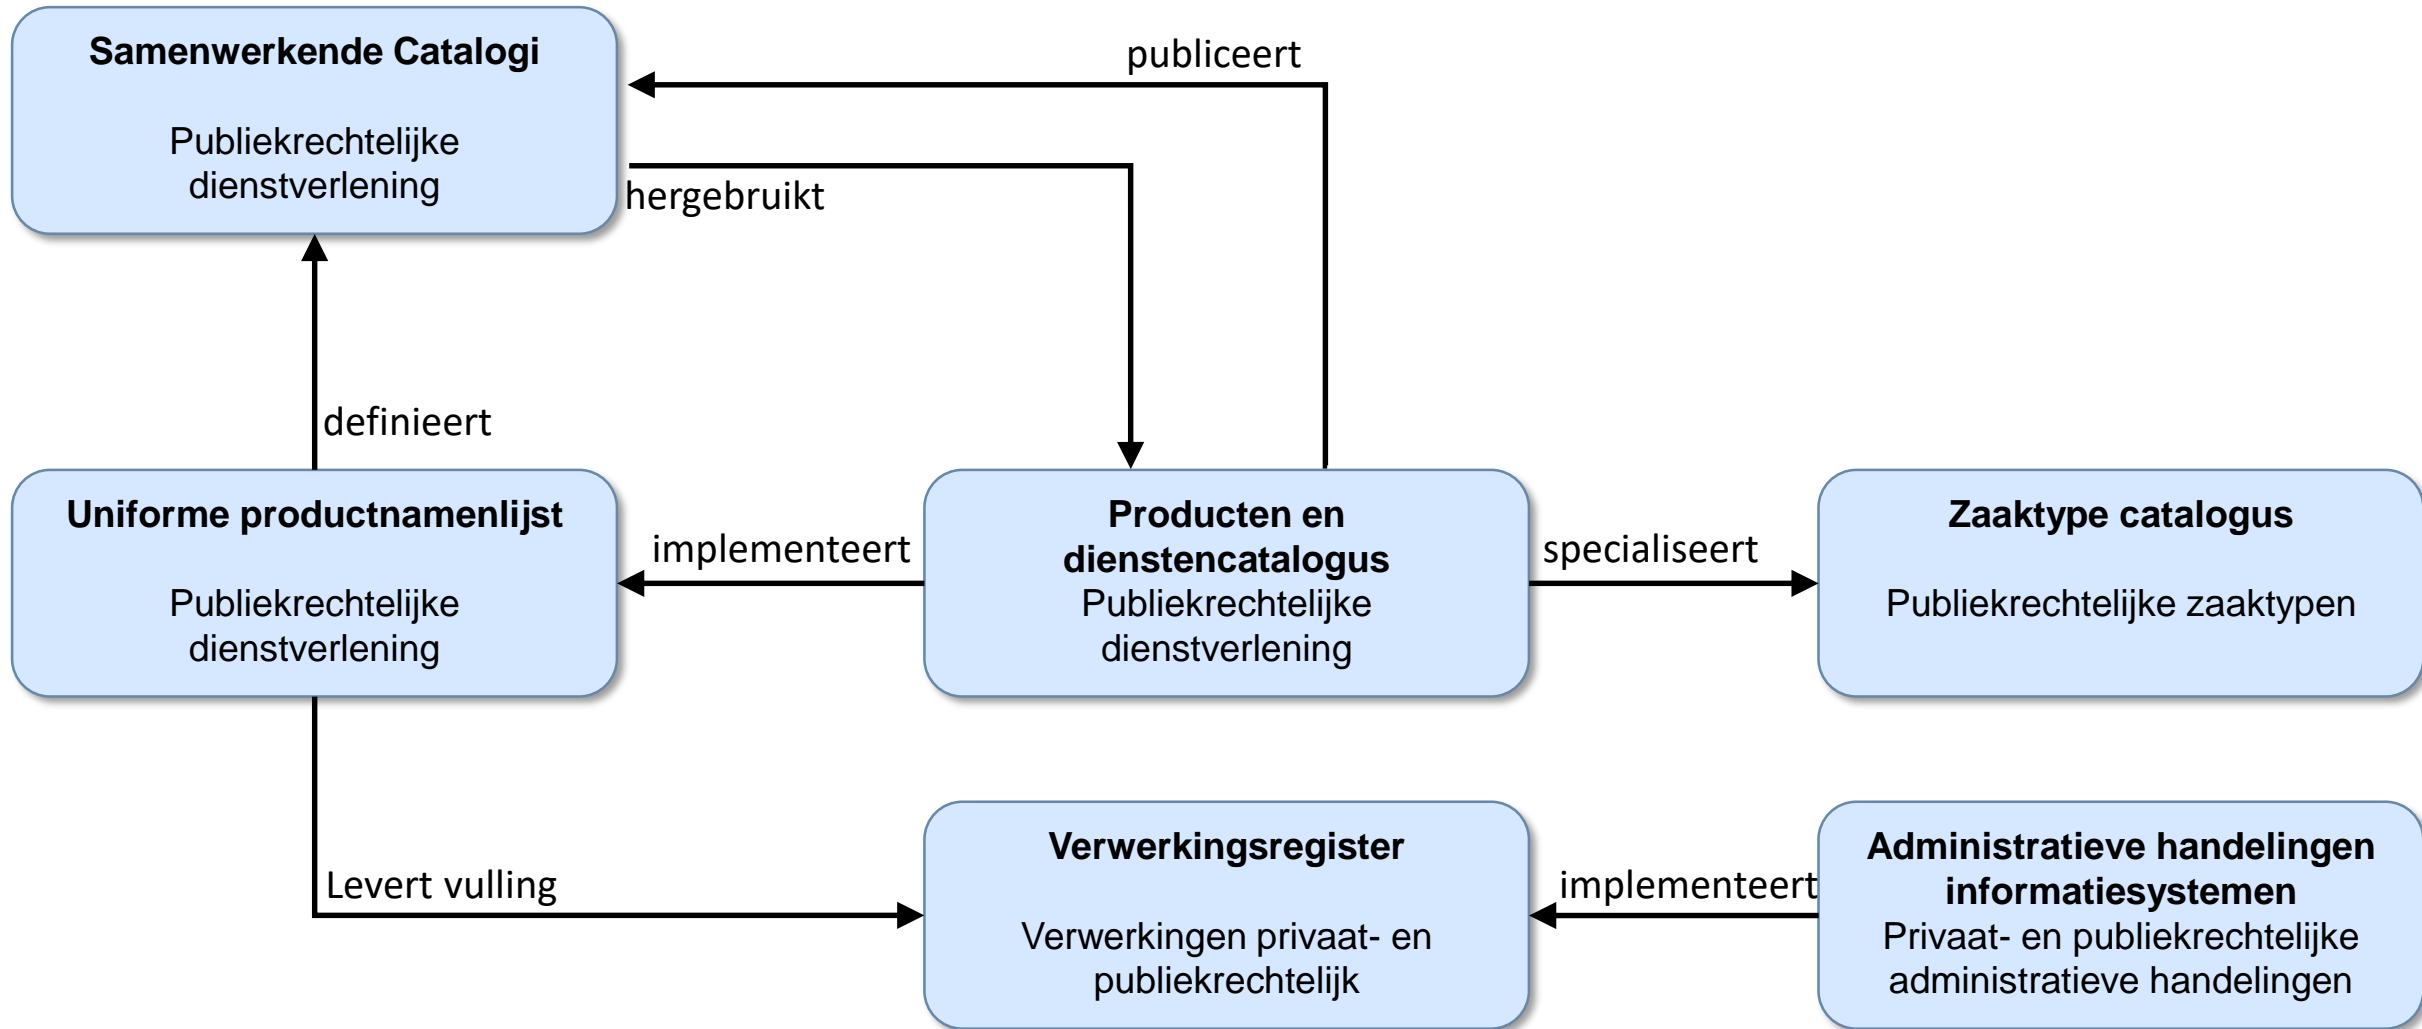 Samenwerkende Catalogi
Publiekrechtelijke
dienstverlening
publiceert
hergebruikt
definieert
Uniforme productnamenlijst
Publiekrechtelijke
dienstverlening
implementeert
Producten en
dienstencatalogus
Publiekrechtelijke
dienstverlening
specialiseert
Zaaktype catalogus
Publiekrechtelijke zaaktypen
Levert vulling
Verwerkingsregister
Verwerkingen privaat- en
publiekrechtelijk
implementeert
Administratieve handelingen
informatiesystemen
Privaat- en publiekrechtelijke
administratieve handelingen